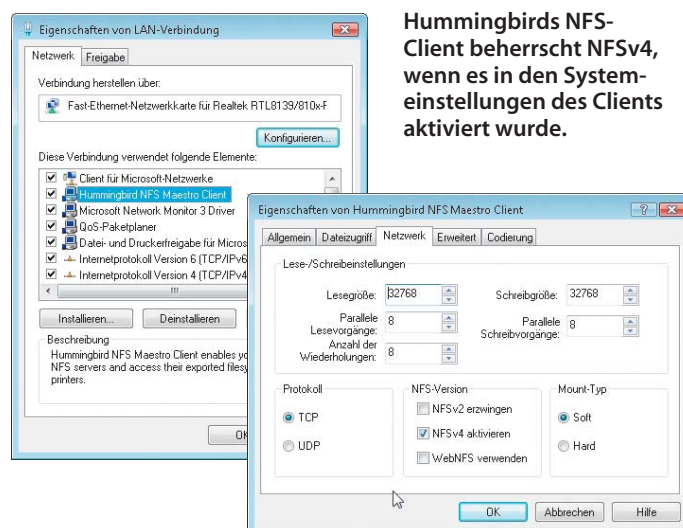 Eigenschaften von LAN-Verbindung
Netzwerk Freigabe
Verbindung herstellen über:
Fast-Ethernet-Netzwerkkarte für Realtek RTL8139/810x-F
Konfigurieren...
Diese Verbindung verwendet folgende Elemente:
Client für Microsoft-Netzwerke
Hummingbird NFS Maestro Client
Microsoft Network Monitor 3 Driver
QoS-Paketplaner
Datei- und Druckerfreigabe für Micros
Internetprotokoll Version 6 (TCP/IPv6
Internetprotokoll Version 4 (TCP/IPv4
Installieren... Deinstallieren
Beschreibung
Hummingbird NFS Maestro Client enables yo
NFS servers and access their exported filesy
printers.
Hummingbirds NFS-
Client beherrscht NFSv4,
wenn es in den System-
einstellungen des Clients
aktiviert wurde.
Eigenschaften von Hummingbird NFS Maestro Client
Allgemein Dateizugriff Netzwerk Erweitert Codierung
Lese-/Schreibeinstellungen
Lesegröße: 32768 Schreibgröße: 32768
Parallele Lesevorgänge: 8 Parallele Schreibvorgänge: 8
Anzahl der Wiederholungen: 8
Protokoll NFS-Version Mount-Typ
TCP NFSv2 erzwingen Soft
UDP NFSv4 aktivieren Hard
WebNFS verwenden
OK Abbrechen Hilfe